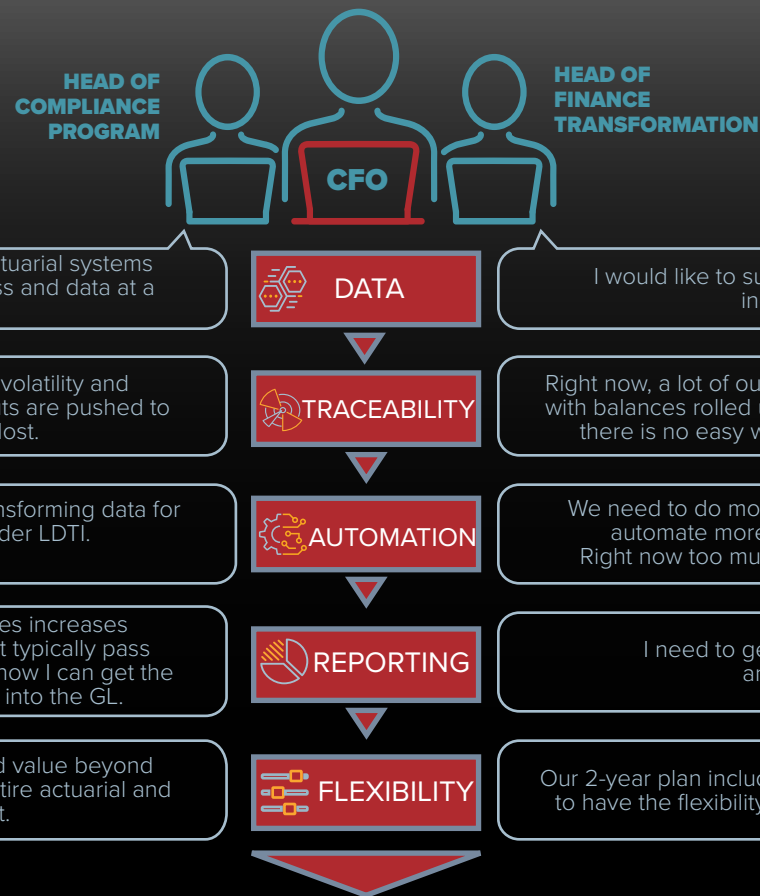 HEAD OF
COMPLIANCE
PROGRAM
CFO
HEAD OF
FINANCE
TRANSFORMATION
tuarial systems
ss and data at a
DATA
I would like to su
in
volatility and
ts are pushed to
lost.
TRACEABILITY
Right now, a lot of ou
with balances rolled u
there is no easy w
nsforming data for
der LDTI.
AUTOMATION
We need to do mo
automate more
Right now too mu
es increases
t typically pass
how I can get the
into the GL.
REPORTING
I need to ge
an
d value beyond
tire actuarial and
t.
FLEXIBILITY
Our 2-year plan includ
to have the flexibility